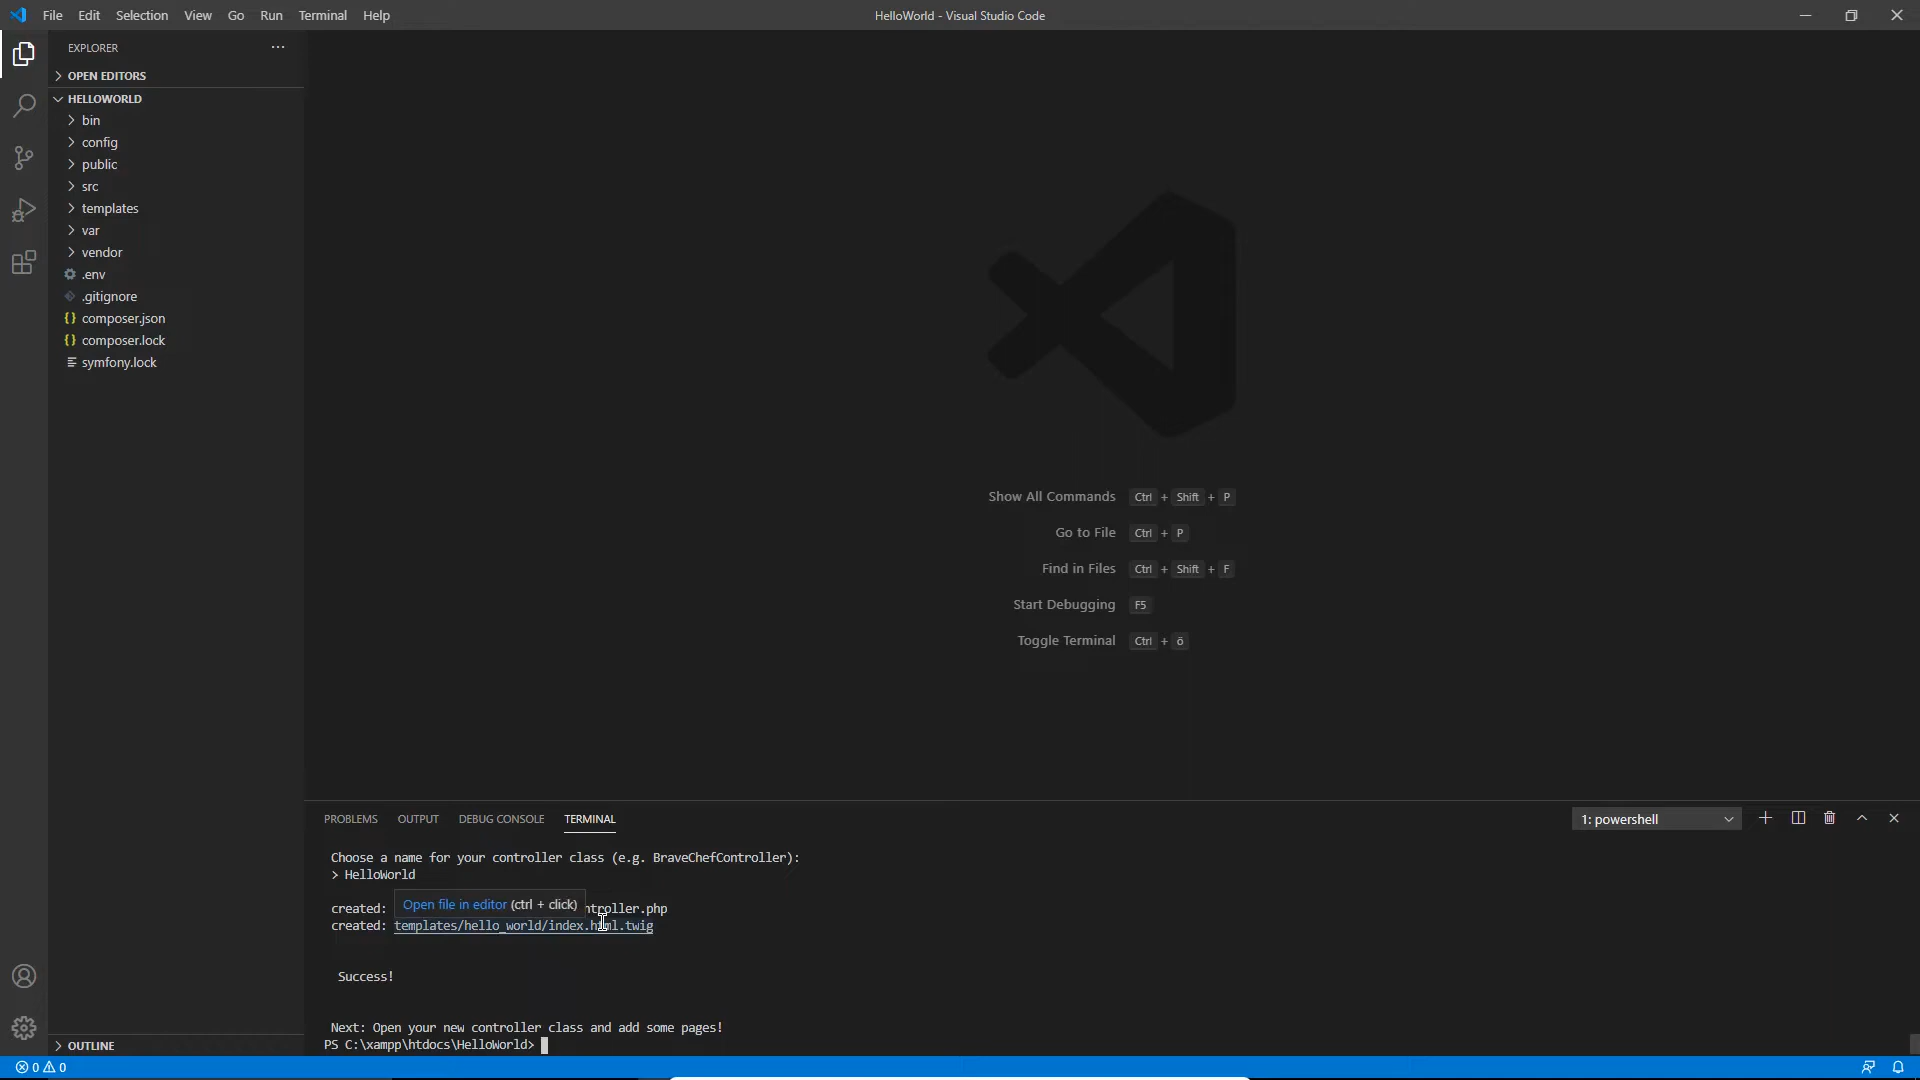 File Edit Selection View Go Run Terminal Help
HelloWorld - Visual Studio Code
EXPLORER
OPEN EDITORS
HELLOWORLD
bin
config
public
src
templates
var
vendor
.env
.gitignore
composer.json
composer.lock
symfony.lock
OUTLINE
Show All Commands Ctrl + Shift + P
Go to File Ctrl + P
Find in Files Ctrl + Shift + F
Start Debugging F5
Toggle Terminal Ctrl + ö
PROBLEMS OUTPUT DEBUG CONSOLE TERMINAL
1: powershell
Choose a name for your controller class (e.g. BraveChefController):
> HelloWorld
Open file in editor (ctrl + click)
created: ntroller.php
created: templates/hello_world/index.html.twig
Success!
Next: Open your new controller class and add some pages!
PS C:\xampp\htdocs\HelloWorld>
0 0